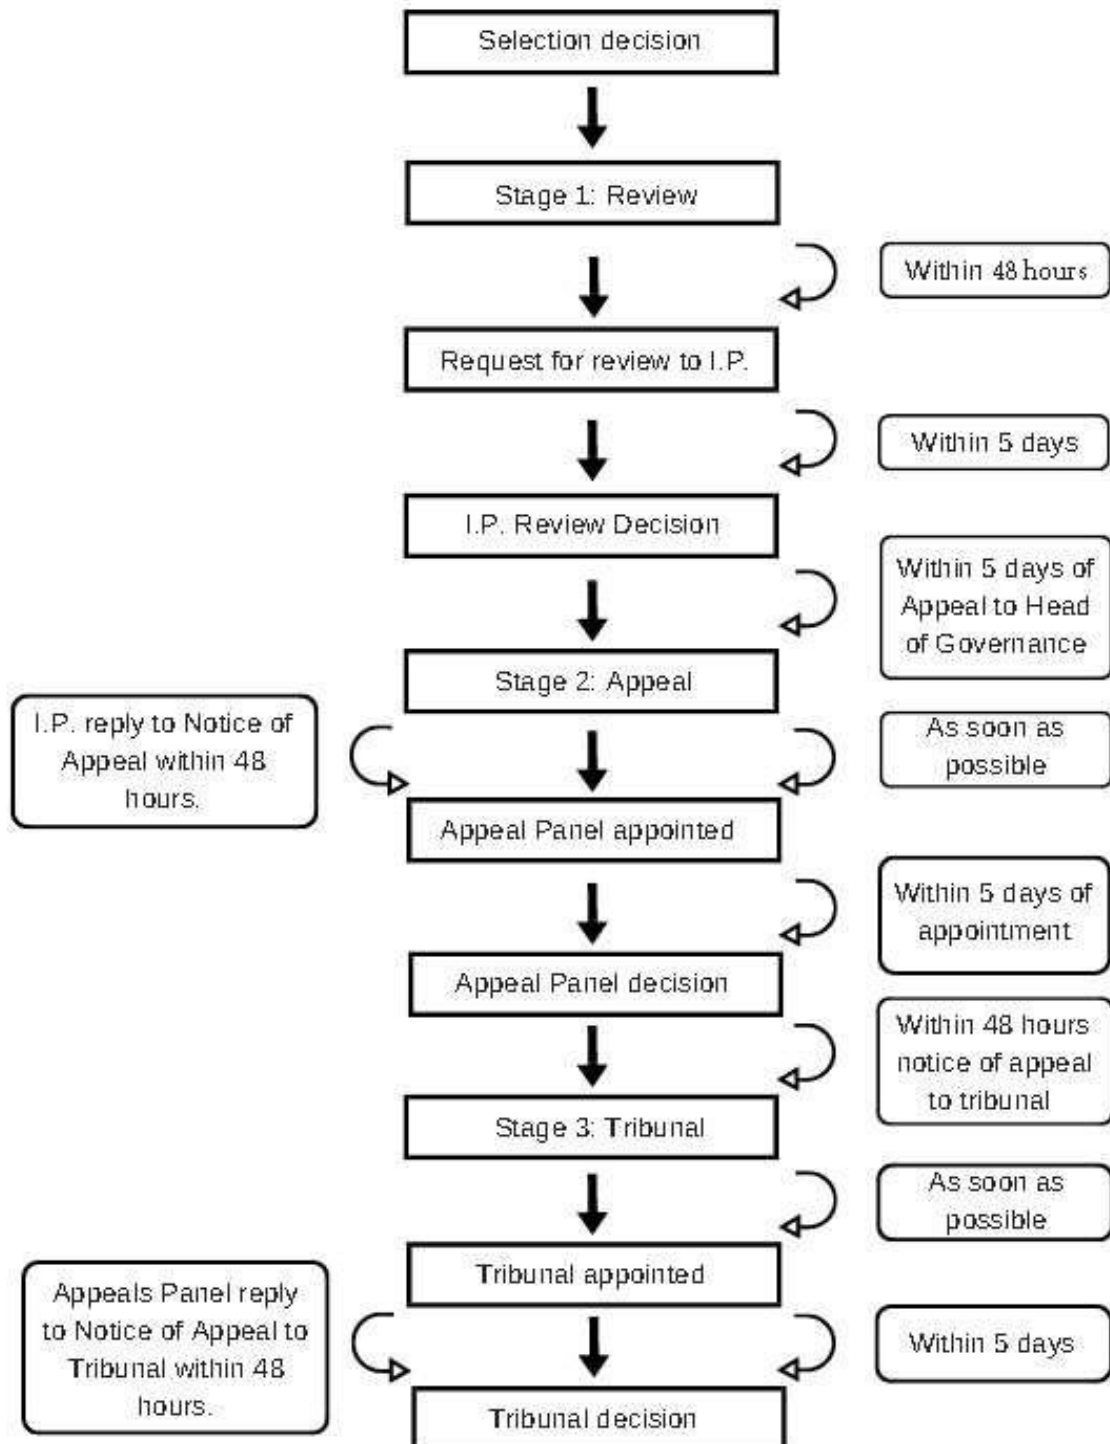 Selection decision
Stage 1: Review
Within 48 hours
Request for review to I.P.
Within 5 days
I.P. Review Decision
Within 5 days of
Appeal to Head
of Governance
Stage 2: Appeal
I.P. reply to Notice of
Appeal within 48
hours.
As soon as
possible
Appeal Panel appointed
Within 5 days of
appointment
Appeal Panel decision
Within 48 hours
notice of appeal
to tribunal
Stage 3: Tribunal
As soon as
possible
Tribunal appointed
Appeals Panel reply
to Notice of Appeal to
Tribunal within 48
hours.
Within 5 days
Tribunal decision